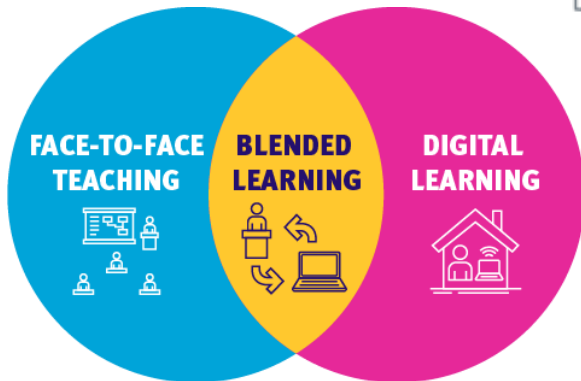 FACE-TO-FACE
TEACHING
BLENDED
LEARNING
DIGITAL
LEARNING